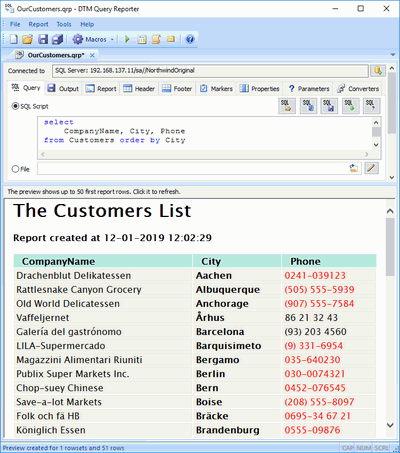 OurCustomers.qrp - DTM Query Reporter
File Report Tools Help
Macros
OurCustomers.qrp*
Connected to SQL Server: 192.168.137.11/sa//NorthwindOriginal
Query Output Report Header Footer Markers Properties Parameters Converters
SQL Script
SQL SQL SQL SQL SQL
select
CompanyName, City, Phone
from Customers order by City
File
The preview shows up to 50 first report rows. Click it to refresh.
The Customers List
Report created at 12-01-2019 12:02:29
CompanyName City Phone
Drachenblut Delikatessen Aachen 0241-039123
Rattlesnake Canyon Grocery Albuquerque (505) 555-5939
Old World Delicatessen Anchorage (907) 555-7584
Vaffeljernet Århus 86 21 32 43
Galería del gastrónomo Barcelona (93) 203 4560
LILA-Supermercado Barquisimeto (9) 331-6954
Magazzini Alimentari Riuniti Bergamo 035-640230
Publix Super Markets Inc. Berlin 030-0074321
Chop-suey Chinese Bern 0452-076545
Save-a-lot Markets Boise (208) 555-8097
Folk och fä HB Bräcke 0695-34 67 21
Königlich Essen Brandenburg 0555-09876
Preview created for 1 rowsets and 51 rows
CAP NUM SCRL